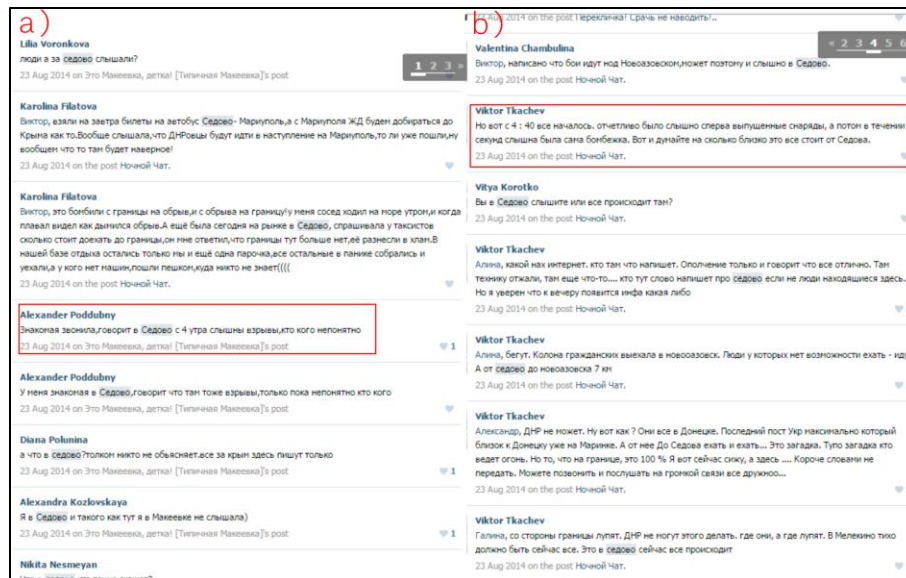 a)
Lilia Voronkova
люди а за седово слышали?
23 Aug 2014 on Это Макеевка, детка! [Типичная Макеевка]'s post
1 2 3 »
Karolina Filatova
Виктор, взяли на завтра билеты на автобус Седово- Мариуполь,а с Мариуполя ЖД будем добираться до
Крыма как то.Вообще слышала,что ДНРовцы будут идти в наступление на Мариуполь,то ли уже пошли,ну
вообщем что то там будет наверное!
23 Aug 2014 on the post Ночной Чат.
Karolina Filatova
Виктор, это бомбили с границы на обрыв,и с обрыва на границу!у меня сосед ходил на море утром,и когда
плавал видел как дымился обрыв.А ещё была сегодня на рынке в Седово, спрашивала у таксистов
сколько стоит доехать до границы,он мне ответил,что границы тут больше нет,её разнесли в хлам.В
нашей базе отдыха остались только мы и ещё одна парочка,все остальные в панике собрались и
уехали,а у кого нет машин,пошли пешком,куда никто не знает((((
23 Aug 2014 on the post Ночной Чат.
Alexander Poddubny
Знакомая звонила,говорит в Седово с 4 утра слышны взрывы,кто кого непонятно
23 Aug 2014 on Это Макеевка, детка! [Типичная Макеевка]'s post
1
Alexander Poddubny
У меня знакомая в Седово,говорит что там тоже взрывы,только пока непонятно кто кого
23 Aug 2014 on Это Макеевка, детка! [Типичная Макеевка]'s post
Diana Polunina
а что в седово?толком никто не обьясняет.все за крым здесь пишут только
23 Aug 2014 on Это Макеевка, детка! [Типичная Макеевка]'s post
1
Alexandra Kozlovskaya
Я в Седово и такого как тут я в Макеевке не слышала)
23 Aug 2014 on Это Макеевка, детка! [Типичная Макеевка]'s post
1
Nikita Nesmeyan
b)
23 Aug 2014 on the post Перекличка! Срачь не наводить!..
« 2 3 4 5 6
Valentina Chambulina
Виктор, написано что бои идут нод Новоазовском,может поэтому и слышно в Седово.
23 Aug 2014 on the post Ночной Чат.
Viktor Tkachev
Но вот с 4 : 40 все началось. отчетливо было слышно сперва выпущенные снаряды, а потом в течении
секунд слышна была сама бомбежка. Вот и думайте на сколько близко это все стоит от Седова.
23 Aug 2014 on the post Ночной Чат.
Vitya Korotko
Вы в Седово слышите или все происходит там?
23 Aug 2014 on the post Ночной Чат.
Viktor Tkachev
Алина, какой нах интернет. кто там что напишет. Ополчение только и говорит что все отлично. Там
технику отжали, там еще что-то.... кто тут слово напишет про седово если не люди находящиеся здесь.
Но я уверен что к вечеру появится инфа какая либо
23 Aug 2014 on the post Ночной Чат.
Viktor Tkachev
Алина, бегут. Колона гражданских выехала в новооазовск. Люди у которых нет возможности ехать - иду
А от седово до новоазовска 7 км
23 Aug 2014 on the post Ночной Чат.
Viktor Tkachev
Александр, ДНР не может. Ну вот как ? Они все в Донецке. Последний пост Укр максимально который
близок к Донецку уже на Маринке. А от нее До Седова ехать и ехать... Это загадка. Тупо загадка кто
ведет огонь. Но то, что на границе, это 100 % Я вот сейчас сижу, а здесь .... Короче словами не
передать. Можете позвонить и послушать на громкой связи все дружноо...
23 Aug 2014 on the post Ночной Чат.
Viktor Tkachev
Галина, со стороны границы лупят. ДНР не могут этого делать. где они, а где лупят. В Мелекино тихо
должно быть сейчас все. Это в седово сейчас все происходит
23 Aug 2014 on the post Ночной Чат.